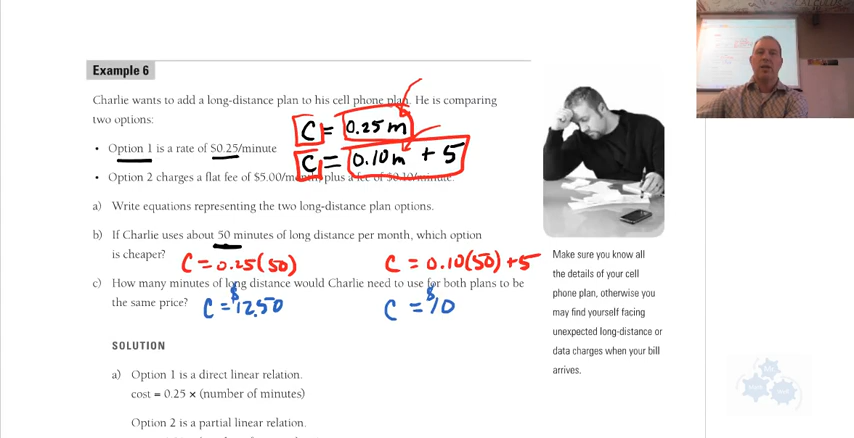 Example 6
Charlie wants to add a long-distance plan to his cell phone plan. He is comparing
two options:
C = 0.25 m
• Option 1 is a rate of $0.25/minute
C = 0.10m + 5
• Option 2 charges a flat fee of $5.00/month, plus a fee of $0.10/minute.
a) Write equations representing the two long-distance plan options.
b) If Charlie uses about 50 minutes of long distance per month, which option
is cheaper?
C = 0.25(50)
C = 0.10(50) + 5
c) How many minutes of long distance would Charlie need to use for both plans to be
the same price?
C = $12.50
C = $10
Make sure you know all
the details of your cell
phone plan, otherwise you
may find yourself facing
unexpected long-distance or
data charges when your bill
arrives.
SOLUTION
a) Option 1 is a direct linear relation.
cost = 0.25 × (number of minutes)
Option 2 is a partial linear relation.